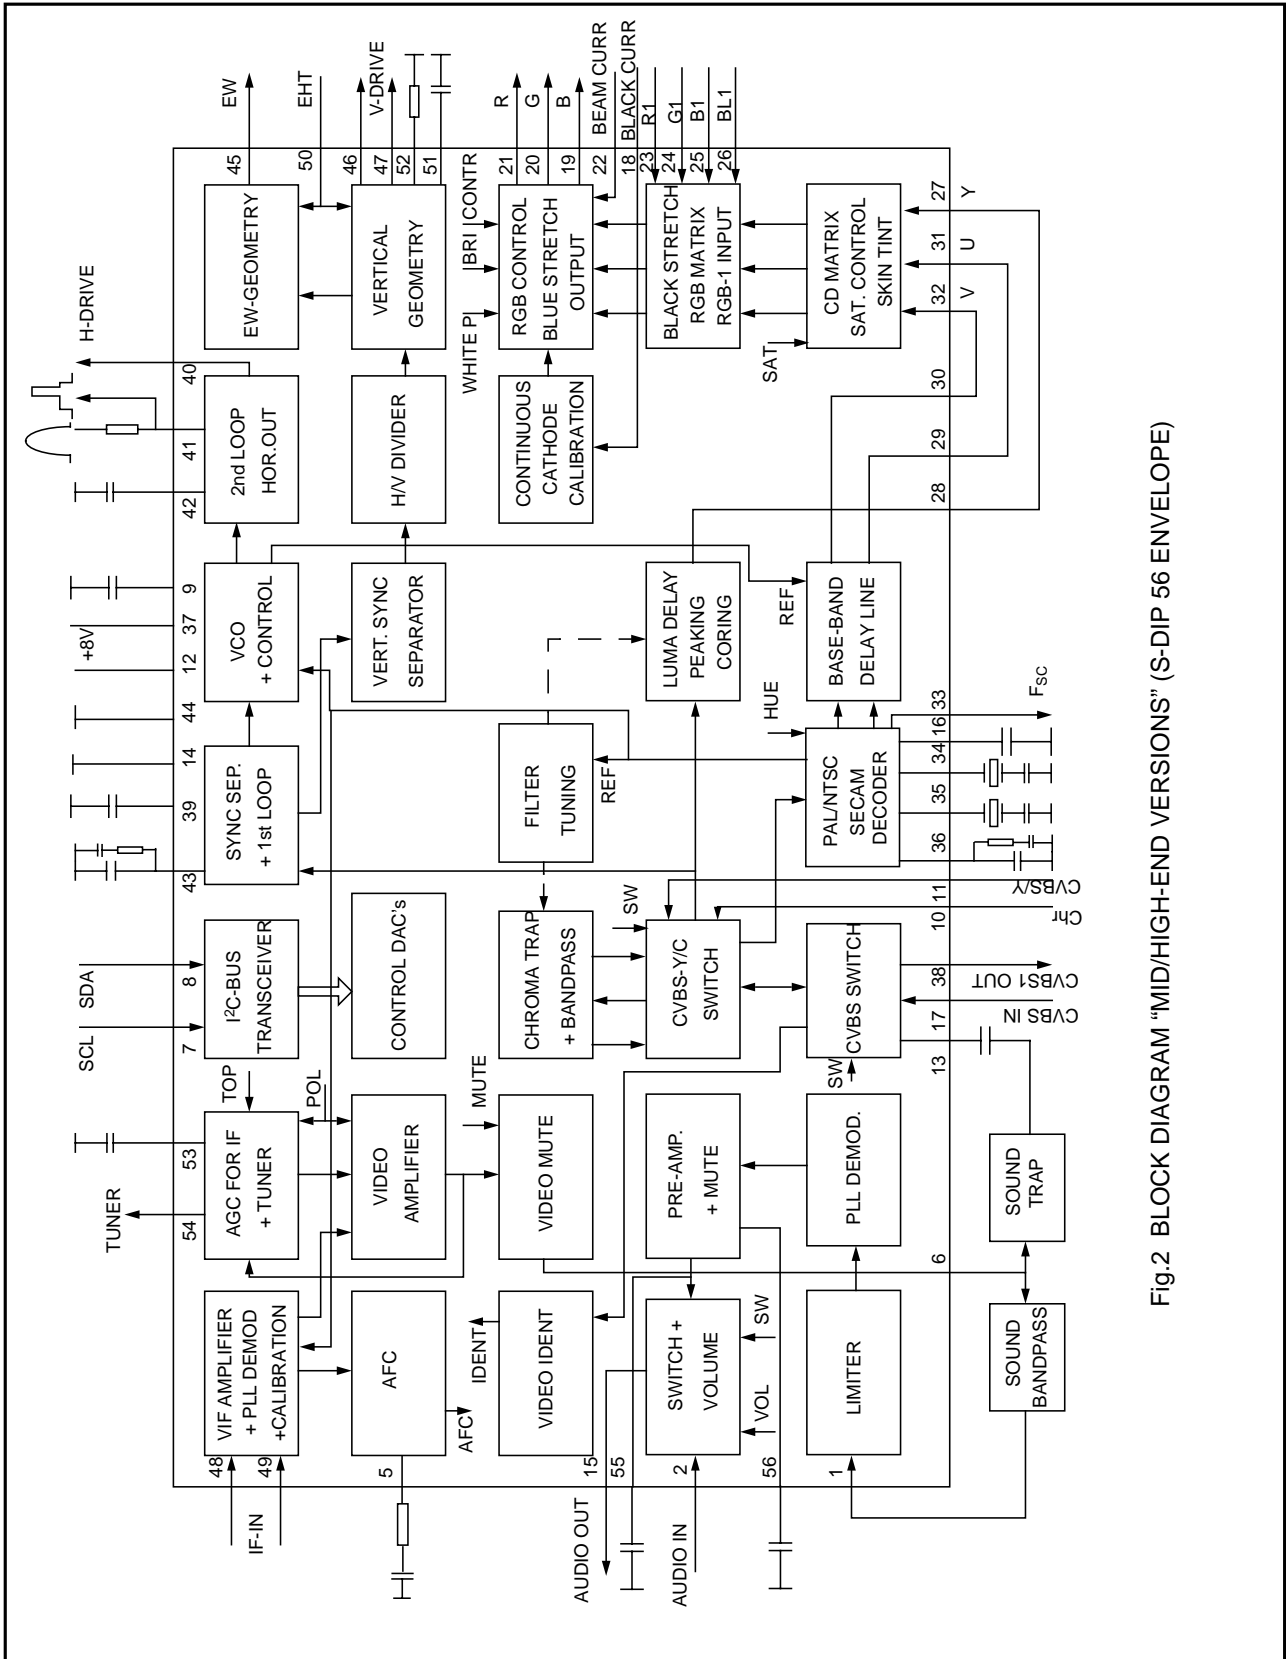 H-DRIVE
EW
EHT
V-DRIVE
R
G
B
BEAM CURR
BLACK CURR
R1
G1
B1
BL1
TUNER
SCL
SDA
+8V
54
53
7
8
43
39
14
44
12
37
9
42
41
40
45
50
46
47
52
51
21
20
19
22
18
23
24
25
26
IF-IN
48
49
VIF AMPLIFIER
+ PLL DEMOD
+CALIBRATION
AGC FOR IF
+ TUNER
TOP
POL
I²C-BUS
TRANSCEIVER
SYNC SEP.
+ 1st LOOP
VCO
+ CONTROL
2nd LOOP
HOR.OUT
EW-GEOMETRY
5
AFC
AFC
VIDEO
AMPLIFIER
CONTROL DAC's
VERT. SYNC
SEPARATOR
H/V DIVIDER
VERTICAL
GEOMETRY
IDENT
VIDEO IDENT
MUTE
VIDEO MUTE
CHROMA TRAP
+ BANDPASS
FILTER
TUNING
REF
CONTINUOUS
CATHODE
CALIBRATION
WHITE P
BRI
CONTR
RGB CONTROL
BLUE STRETCH
OUTPUT
AUDIO OUT
15
55
AUDIO IN
2
56
SWITCH +
VOLUME
VOL
SW
PRE-AMP.
+ MUTE
SW
CVBS-Y/C
SWITCH
LUMA DELAY
PEAKING
CORING
BLACK STRETCH
RGB MATRIX
RGB-1 INPUT
1
LIMITER
PLL DEMOD.
SW
CVBS SWITCH
HUE
PAL/NTSC
SECAM
DECODER
REF
BASE-BAND
DELAY LINE
SAT
CD MATRIX
SAT. CONTROL
SKIN TINT
6
13
17
38
10
11
36
35
34
16
33
28
29
30
32
31
27
SOUND
BANDPASS
SOUND
TRAP
CVBS IN
CVBS1 OUT
Chr
CVBS/Y
FSC
V
U
Y
Fig.2 BLOCK DIAGRAM “MID/HIGH-END VERSIONS” (S-DIP 56 ENVELOPE)